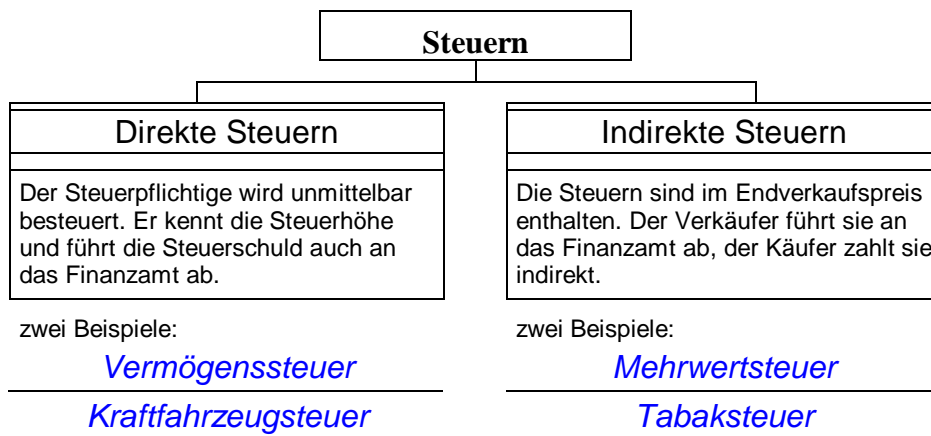 Steuern
Direkte Steuern
Der Steuerpflichtige wird unmittelbar
besteuert. Er kennt die Steuerhöhe
und führt die Steuerschuld auch an
das Finanzamt ab.
zwei Beispiele:
Vermögenssteuer
Kraftfahrzeugsteuer
Indirekte Steuern
Die Steuern sind im Endverkaufspreis
enthalten. Der Verkäufer führt sie an
das Finanzamt ab, der Käufer zahlt sie
indirekt.
zwei Beispiele:
Mehrwertsteuer
Tabaksteuer